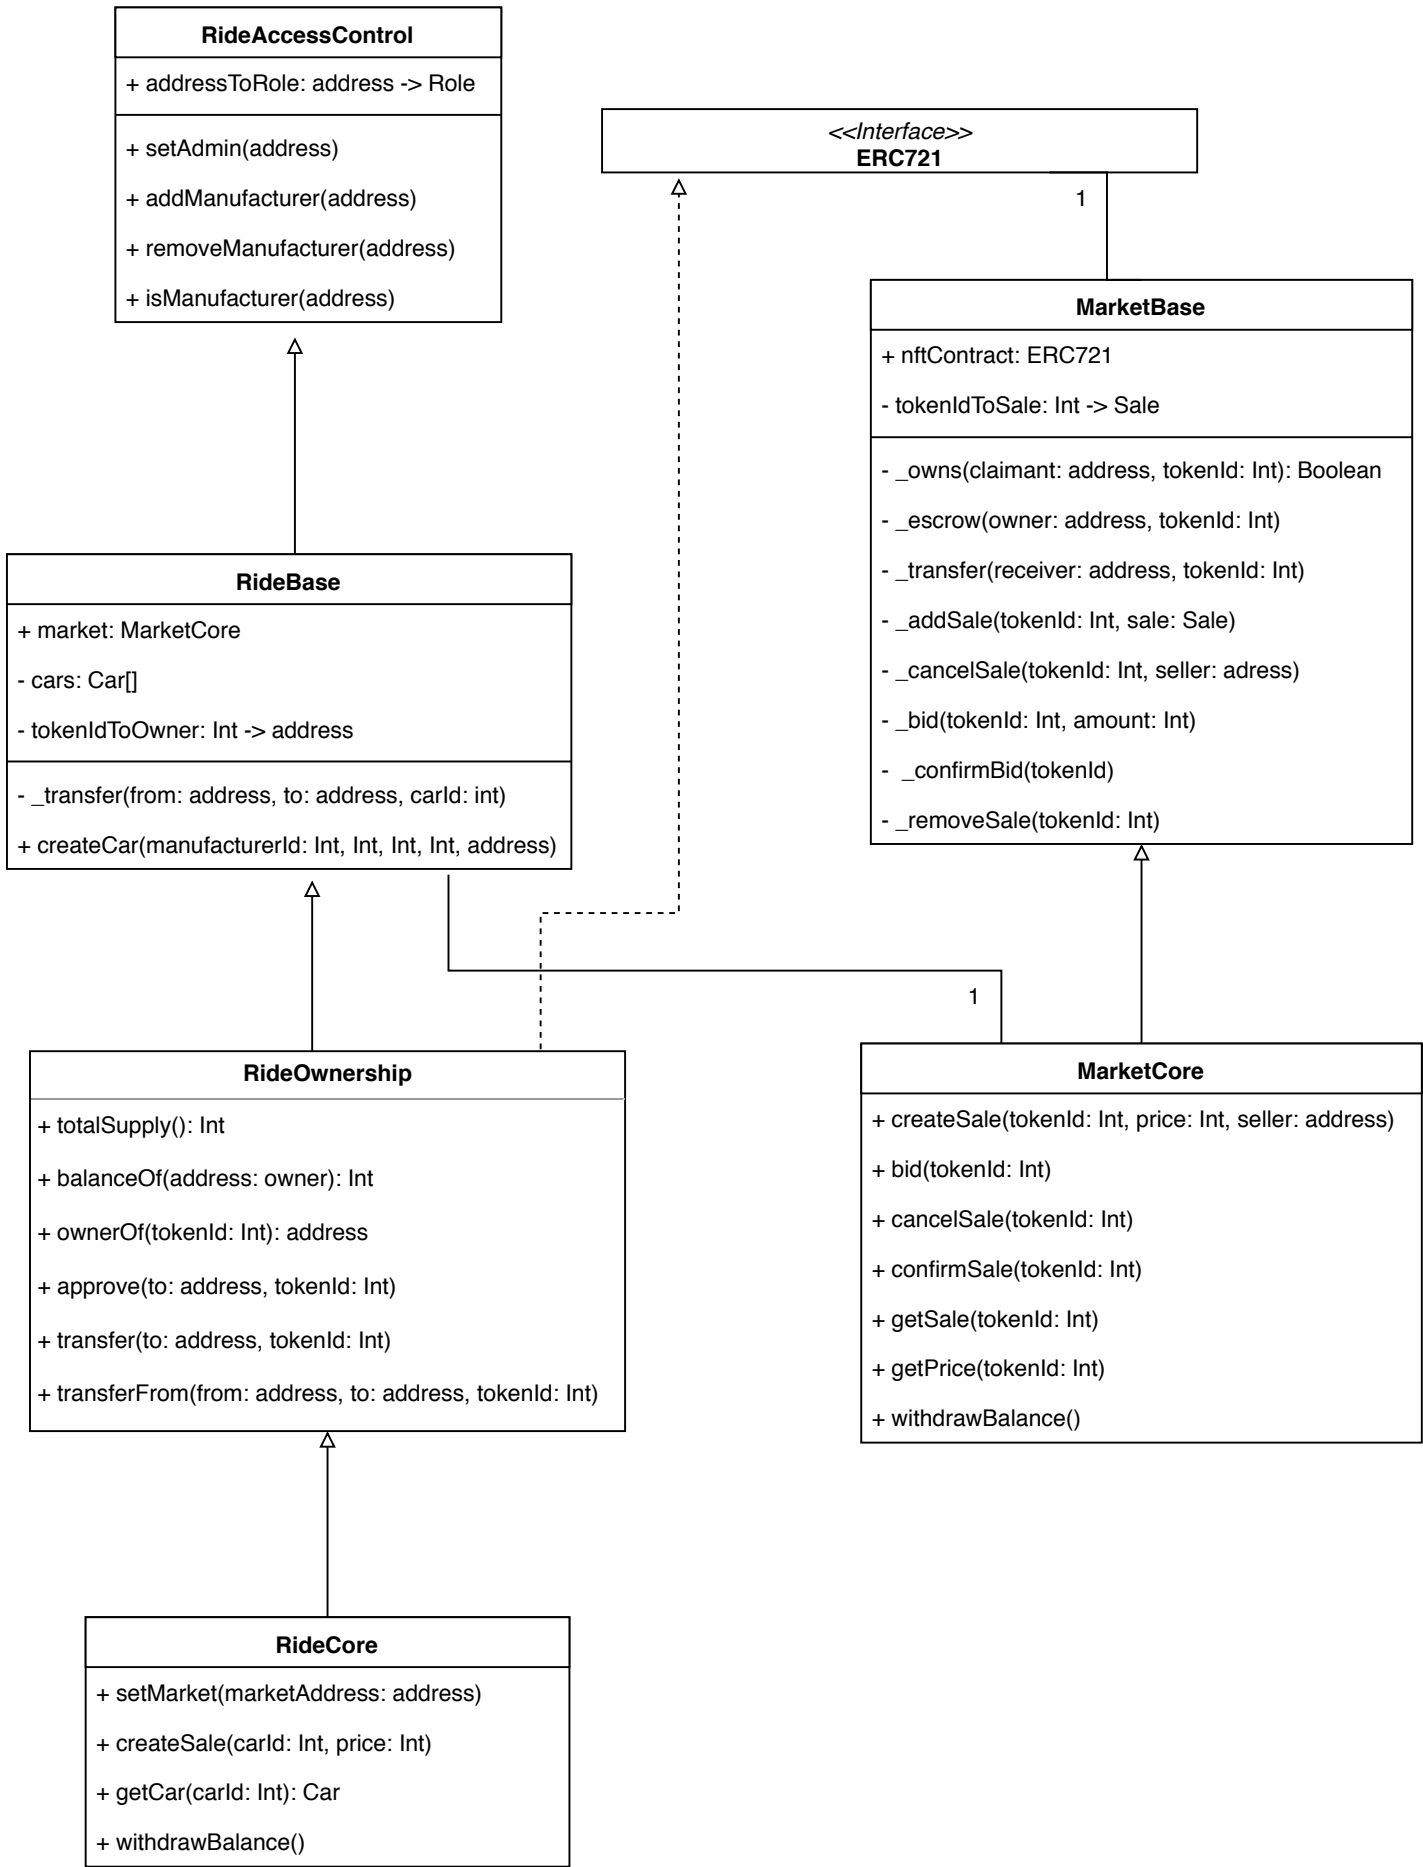 RideAccessControl
+ addressToRole: address -> Role
+ setAdmin(address)
+ addManufacturer(address)
+ removeManufacturer(address)
+ isManufacturer(address)
<<Interface>>
ERC721
1
MarketBase
+ nftContract: ERC721
- tokenIdToSale: Int -> Sale
- _owns(claimant: address, tokenId: Int): Boolean
- _escrow(owner: address, tokenId: Int)
- _transfer(receiver: address, tokenId: Int)
- _addSale(tokenId: Int, sale: Sale)
- _cancelSale(tokenId: Int, seller: adress)
- _bid(tokenId: Int, amount: Int)
- _confirmBid(tokenId)
- _removeSale(tokenId: Int)
RideBase
+ market: MarketCore
- cars: Car[]
- tokenIdToOwner: Int -> address
- _transfer(from: address, to: address, carId: int)
+ createCar(manufacturerId: Int, Int, Int, Int, address)
1
RideOwnership
+ totalSupply(): Int
+ balanceOf(address: owner): Int
+ ownerOf(tokenId: Int): address
+ approve(to: address, tokenId: Int)
+ transfer(to: address, tokenId: Int)
+ transferFrom(from: address, to: address, tokenId: Int)
MarketCore
+ createSale(tokenId: Int, price: Int, seller: address)
+ bid(tokenId: Int)
+ cancelSale(tokenId: Int)
+ confirmSale(tokenId: Int)
+ getSale(tokenId: Int)
+ getPrice(tokenId: Int)
+ withdrawBalance()
RideCore
+ setMarket(marketAddress: address)
+ createSale(carId: Int, price: Int)
+ getCar(carId: Int): Car
+ withdrawBalance()